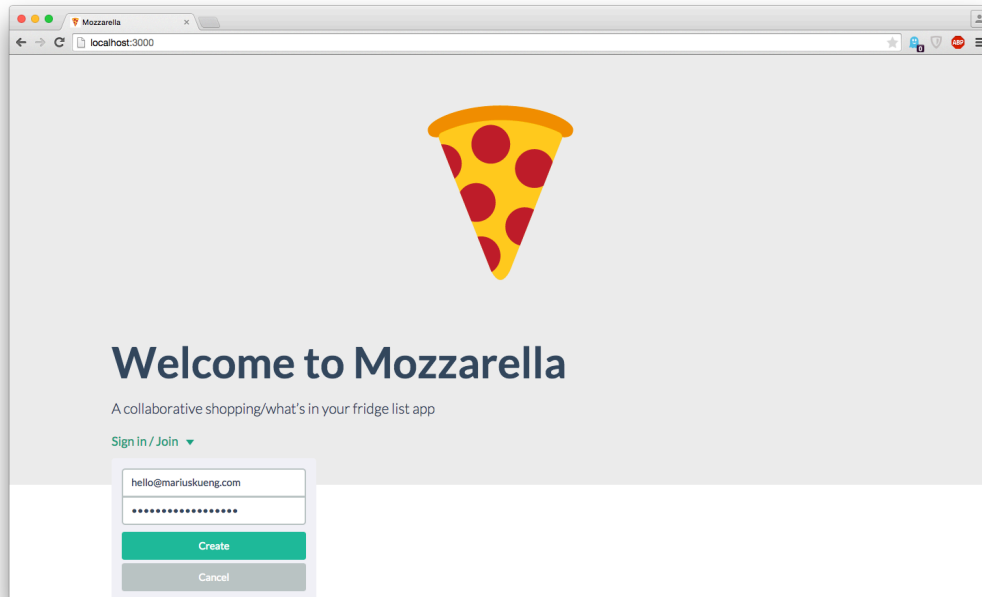 Mozzarella
localhost:3000
ABP
0
Welcome to Mozzarella
A collaborative shopping/what's in your fridge list app
Sign in / Join
hello@mariuskueng.com
••••••••••••••••••
Create
Cancel